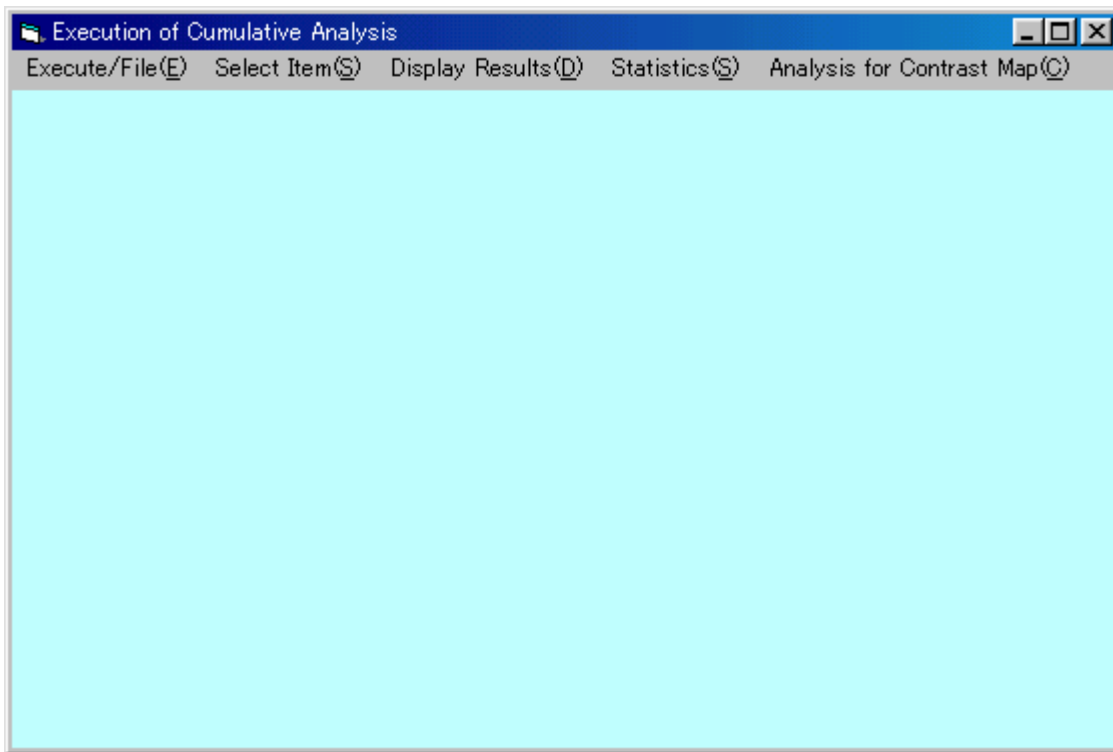 Execution of Cumulative Analysis
Execute/File(E) Select Item(S) Display Results(D) Statistics(S) Analysis for Contrast Map(C)